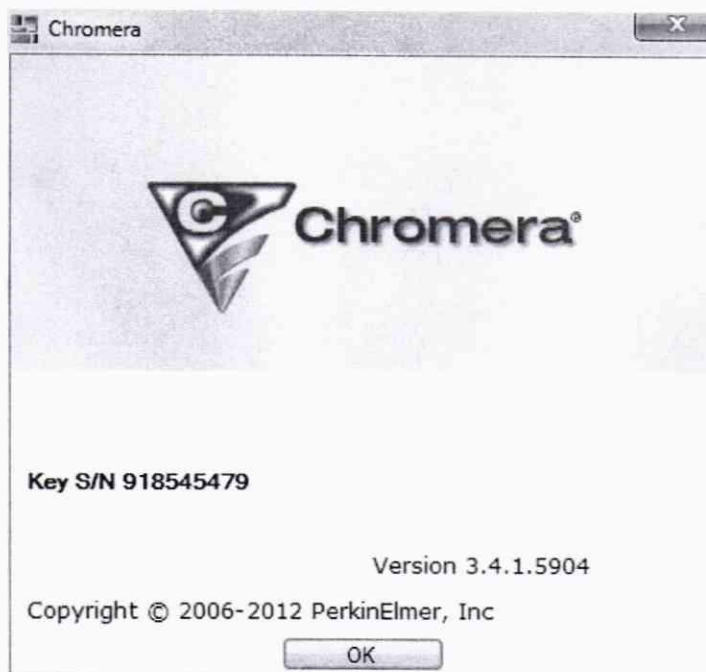 Chromera
Chromera®
Key S/N 918545479
Version 3.4.1.5904
Copyright © 2006-2012 PerkinElmer, Inc
OK